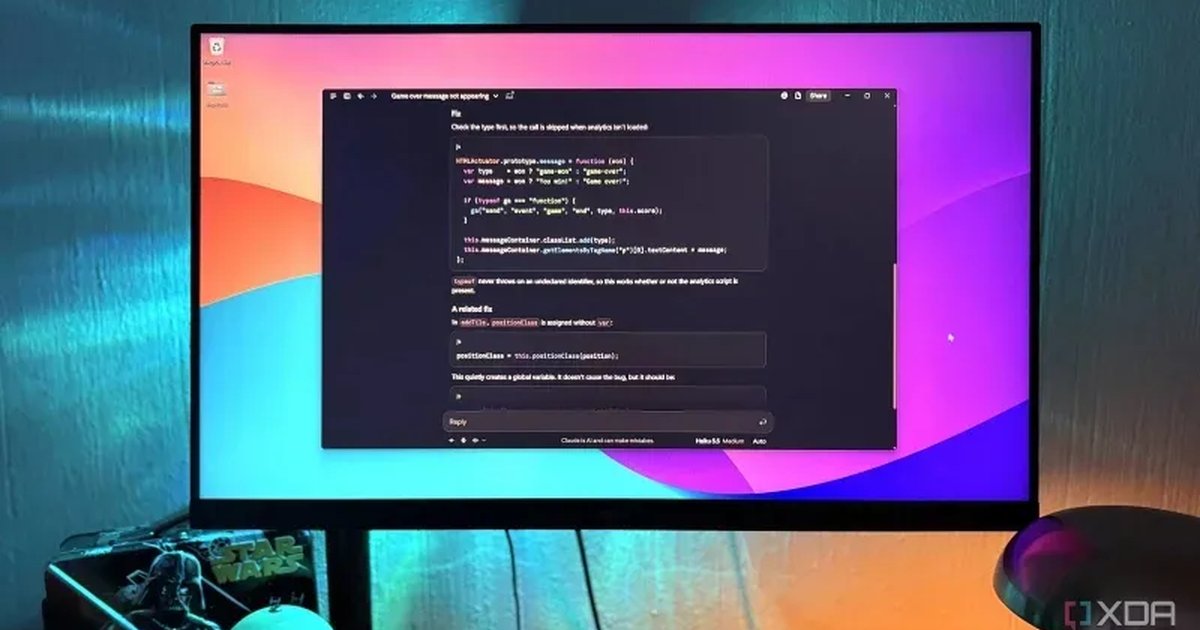 Game over message not appearing
Share
Fix
Check the type first, so the call is skipped when analytics isn't loaded:
js
HTMLActuator.prototype.message = function (won) {
var type = won ? "game-won" : "game-over";
var message = won ? "You win!" : "Game over!";
if (typeof ga === "function") {
ga("send", "event", "game", "end", type, this.score);
}
this.messageContainer.classList.add(type);
this.messageContainer.getElementsByTagName("p")[0].textContent = message;
};
typeof never throws on an undeclared identifier, so this works whether or not the analytics script is
present.
A related fix
In addTile, positionClass is assigned without var:
js
positionClass = this.positionClass(position);
This quietly creates a global variable. It doesn't cause the bug, but it should be:
Reply
Claude is AI and can make mistakes.
Haiku 5.5 Medium Auto
STAR
WARS
XDA